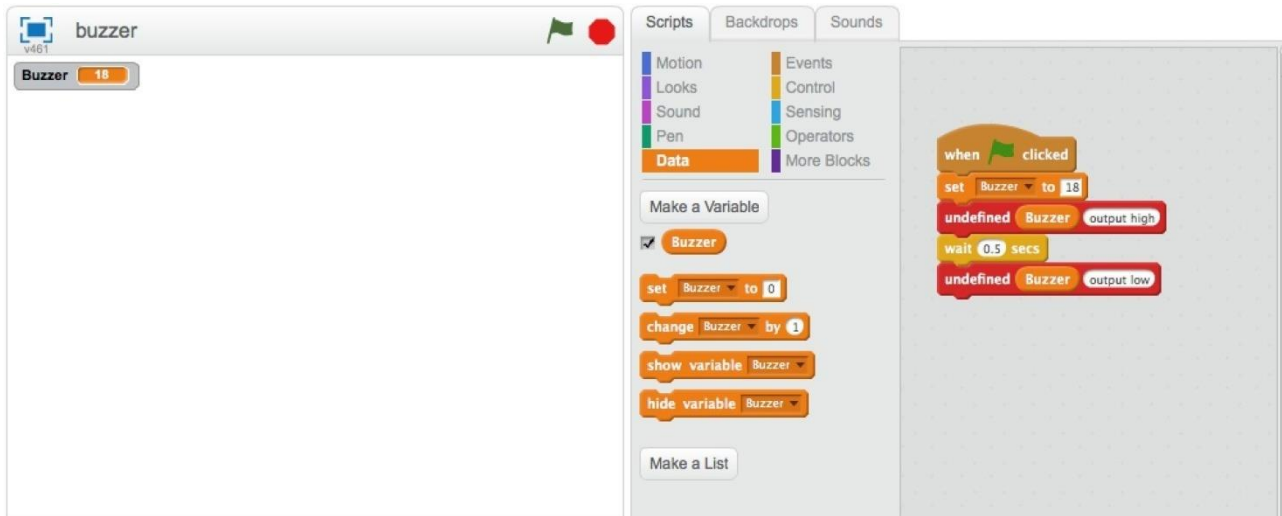 buzzer
v461
Buzzer 18
Scripts Backdrops Sounds
Motion Events
Looks Control
Sound Sensing
Pen Operators
Data More Blocks
Make a Variable
Buzzer
set Buzzer to 0
change Buzzer by 1
show variable Buzzer
hide variable Buzzer
Make a List
when clicked
set Buzzer to 18
undefined Buzzer output high
wait 0.5 secs
undefined Buzzer output low